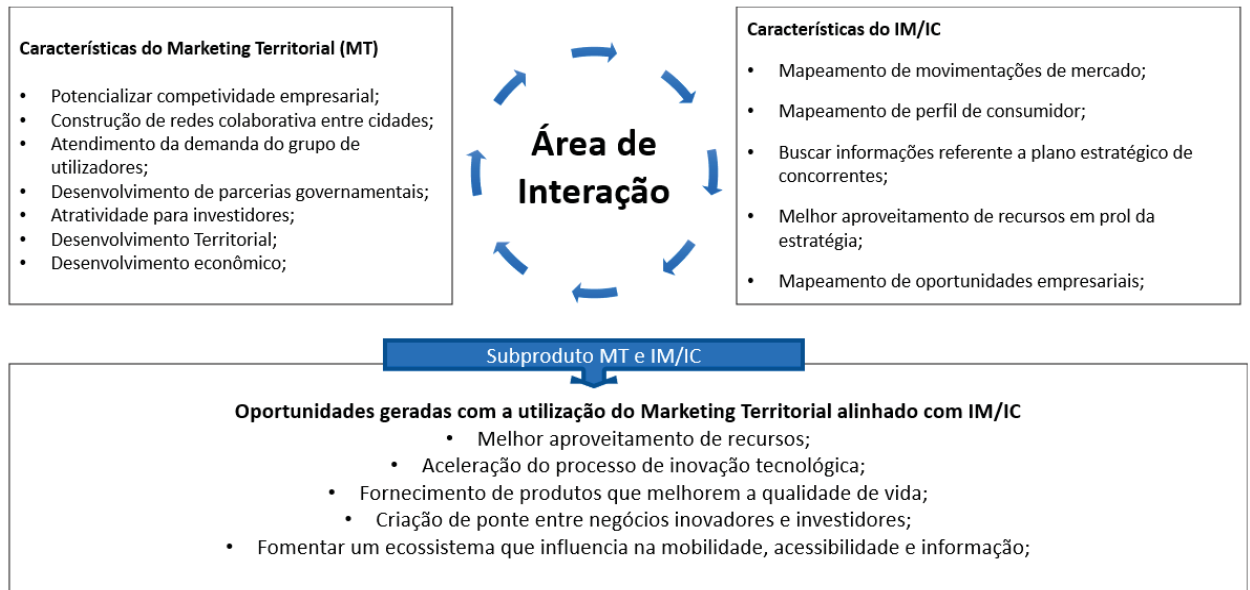 Características do Marketing Territorial (MT)
• Potencializar competividade empresarial;
• Construção de redes colaborativa entre cidades;
• Atendimento da demanda do grupo de
utilizadores;
• Desenvolvimento de parcerias governamentais;
• Atratividade para investidores;
• Desenvolvimento Territorial;
• Desenvolvimento econômico;
Área de
Interação
Características do IM/IC
• Mapeamento de movimentações de mercado;
• Mapeamento de perfil de consumidor;
• Buscar informações referente a plano estratégico de
concorrentes;
• Melhor aproveitamento de recursos em prol da
estratégia;
• Mapeamento de oportunidades empresariais;
Subproduto MT e IM/IC
Oportunidades geradas com a utilização do Marketing Territorial alinhado com IM/IC
• Melhor aproveitamento de recursos;
• Aceleração do processo de inovação tecnológica;
• Fornecimento de produtos que melhorem a qualidade de vida;
• Criação de ponte entre negócios inovadores e investidores;
• Fomentar um ecossistema que influencia na mobilidade, acessibilidade e informação;